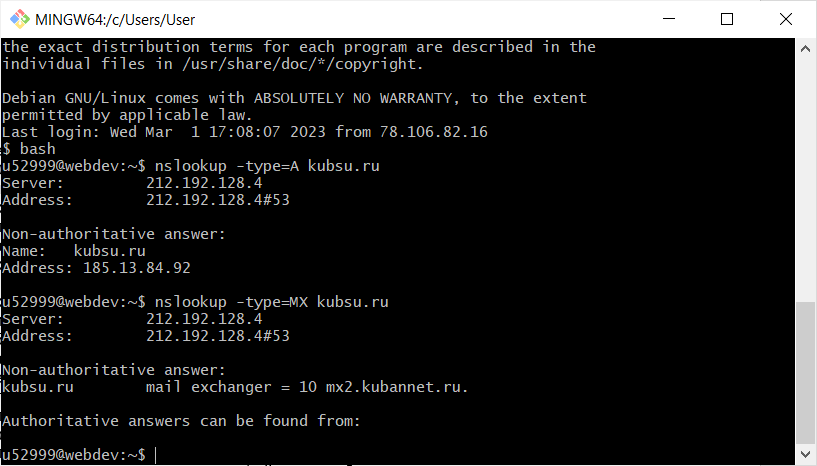 MINGW64:/c/Users/User
the exact distribution terms for each program are described in the
individual files in /usr/share/doc/*/copyright.
Debian GNU/Linux comes with ABSOLUTELY NO WARRANTY, to the extent
permitted by applicable law.
Last login: Wed Mar  1 17:08:07 2023 from 78.106.82.16
$ bash
u52999@webdev:~$ nslookup -type=A kubsu.ru
Server:         212.192.128.4
Address:        212.192.128.4#53
Non-authoritative answer:
Name:   kubsu.ru
Address: 185.13.84.92
u52999@webdev:~$ nslookup -type=MX kubsu.ru
Server:         212.192.128.4
Address:        212.192.128.4#53
Non-authoritative answer:
kubsu.ru        mail exchanger = 10 mx2.kubannet.ru.
Authoritative answers can be found from:
u52999@webdev:~$